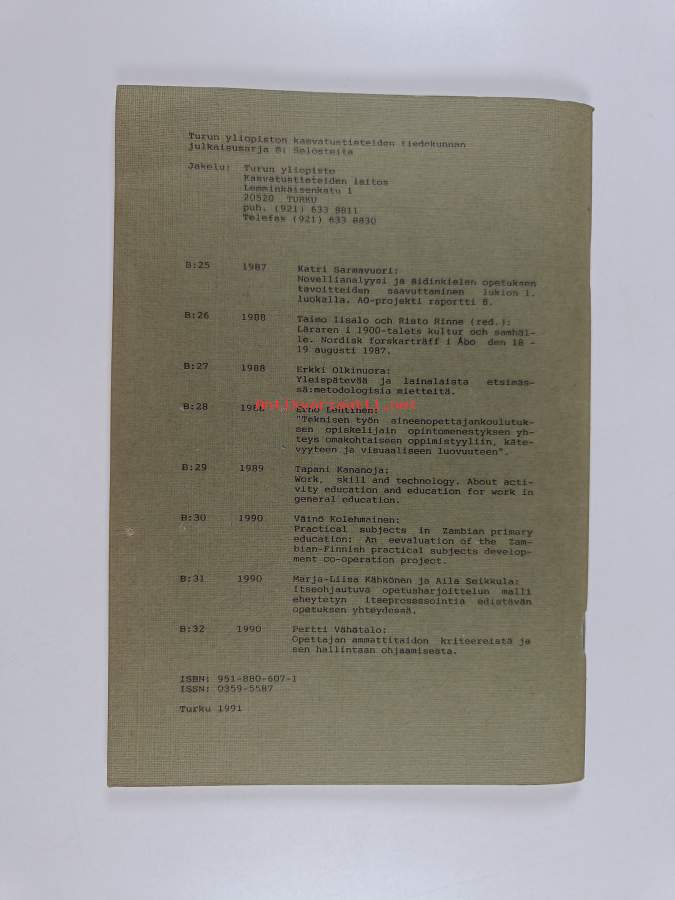 Turun yliopiston kasvatustieteiden tiedekunnan
julkaisusarja B: Selosteita
Jakelu: Turun yliopisto
Kasvatustieteiden laitos
Lemminkäisenkatu 1
20520 TURKU
puh. (921) 633 8811
Telefax (921) 633 8830
B:25 1987 Katri Sarmavuori:
Novellianalyysi ja äidinkielen opetuksen
tavoitteiden saavuttaminen lukion 1.
luokalla. ÄO-projekti raportti 8.
B:26 1988 Taimo Iisalo och Risto Rinne (red.):
Läraren i 1900-talets kultur och samhäl-
le. Nordisk forskarträff i Åbo den 18 -
19 augusti 1987.
B:27 1988 Erkki Olkinuora:
Yleispätevää ja lainalaista etsimäs-
sä:metodologisia mietteitä.
Antikvariaatti.net
B:28 1988 Eino Lehtinen:
"Teknisen työn aineenopettajankoulutuk-
sen opiskelijain opintomenestyksen yh-
teys omakohtaiseen oppimistyyliin, käte-
vyyteen ja visuaaliseen luovuuteen".
B:29 1989 Tapani Kananoja:
Work, skill and technology. About acti-
vity education and education for work in
general education.
B:30 1990 Väinö Kolehmainen:
Practical subjects in Zambian primary
education: An eevaluation of the Zam-
bian-Finnish practical subjects develop-
ment co-operation project.
B:31 1990 Marja-Liisa Kähkönen ja Aila Seikkula:
Itseohjautuva opetusharjoittelun malli
eheytetyn itseprosessointia edistävän
opetuksen yhteydessä.
B:32 1990 Pertti Vähätalo:
Opettajan ammattitaidon kriteereistä ja
sen hallintaan ohjaamisesta.
ISBN: 951-880-607-1
ISSN: 0359-5587
Turku 1991